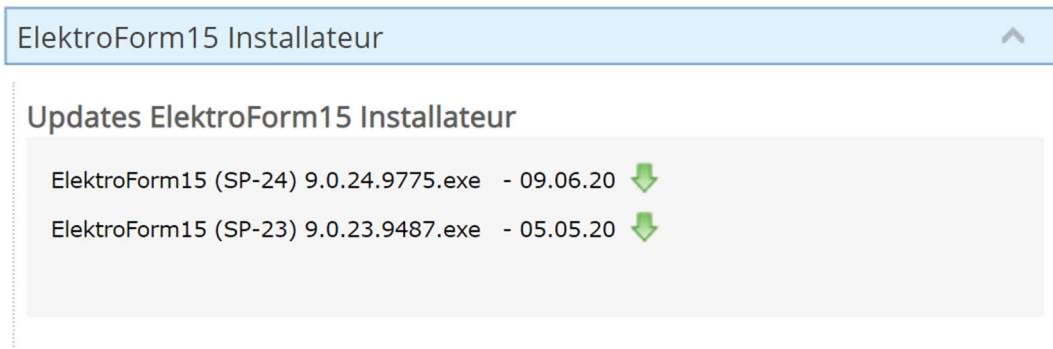 ElektroForm15 Installateur
Updates ElektroForm15 Installateur
ElektroForm15 (SP-24) 9.0.24.9775.exe - 09.06.20
ElektroForm15 (SP-23) 9.0.23.9487.exe - 05.05.20